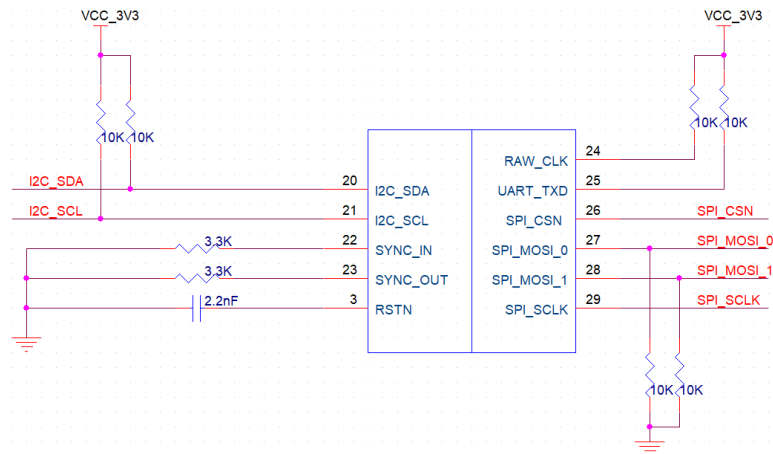 VCC_3V3
VCC_3V3
10K 10K
10K 10K
I2C_SDA 20 I2C_SDA
I2C_SCL 21 I2C_SCL
3.3K 22 SYNC_IN
3.3K 23 SYNC_OUT
2.2nF 3 RSTN
RAW_CLK 24
UART_TXD 25
SPI_CSN 26 SPI_CSN
SPI_MOSI_0 27 SPI_MOSI_0
SPI_MOSI_1 28 SPI_MOSI_1
SPI_SCLK 29 SPI_SCLK
10K 10K